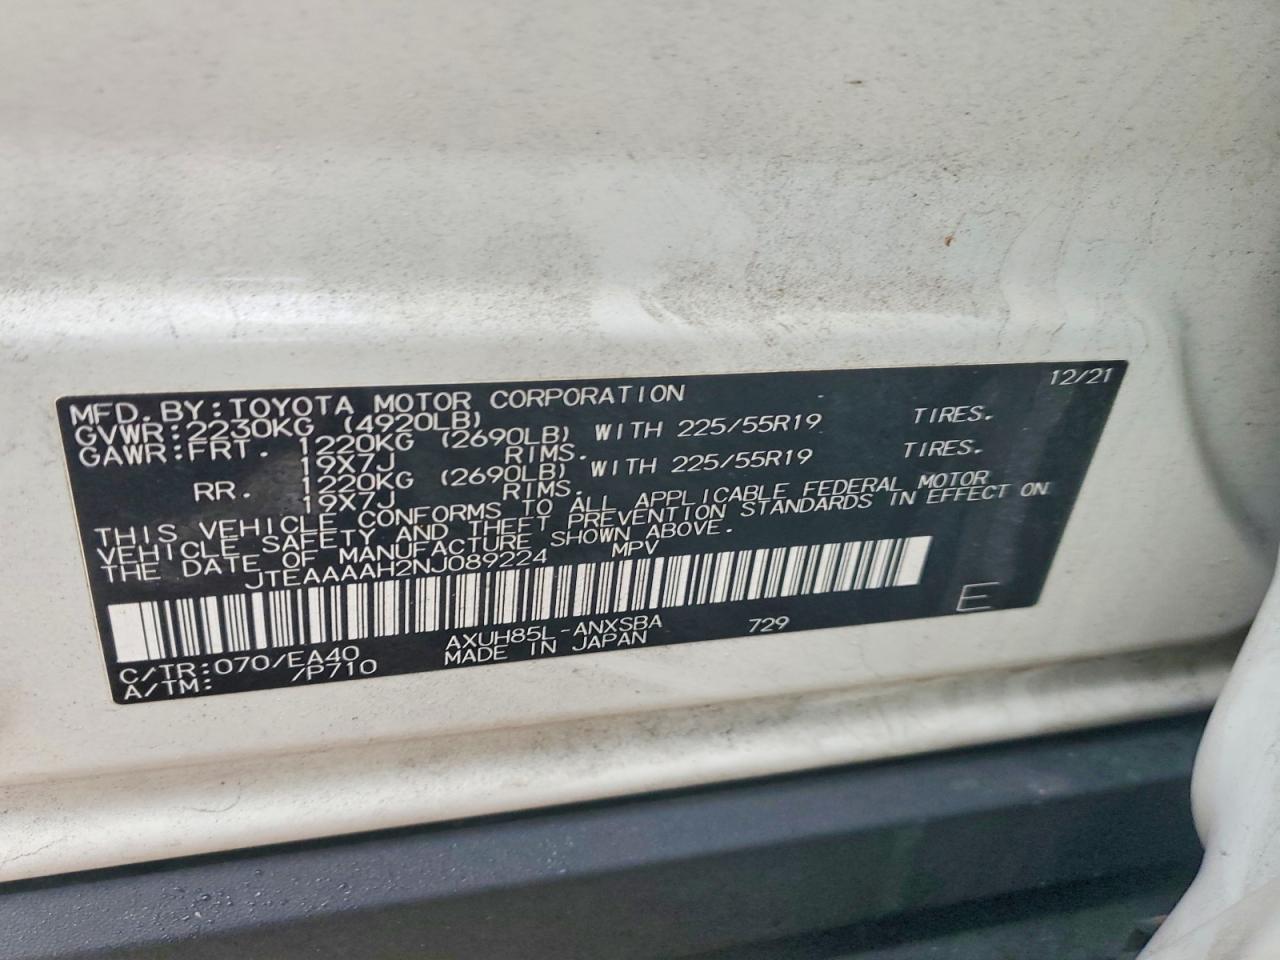 12/21
MFD. BY: TOYOTA MOTOR CORPORATION
GVWR: 2230KG (4920LB)
GAWR: FRT. 1220KG (2690LB) WITH 225/55R19 TIRES.
19X7J RIMS.
RR. 1220KG (2690LB) WITH 225/55R19 TIRES.
19X7J RIMS.
THIS VEHICLE CONFORMS TO ALL APPLICABLE FEDERAL MOTOR
VEHICLE SAFETY AND THEFT PREVENTION STANDARDS IN EFFECT ON
THE DATE OF MANUFACTURE SHOWN ABOVE.
JTEAAAAH2NJ089224 MPV
E
C/TR: 070/EA40 AXUH85L-ANXSBA 729
A/TM: /P710 MADE IN JAPAN